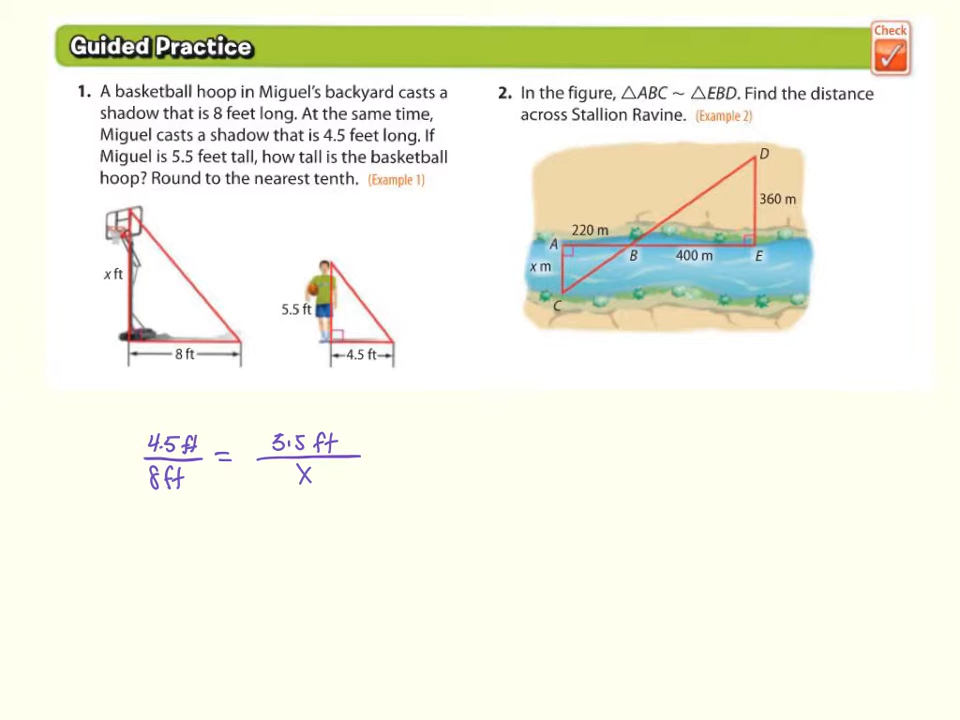 Guided Practice
Check
1. A basketball hoop in Miguel's backyard casts a
shadow that is 8 feet long. At the same time,
Miguel casts a shadow that is 4.5 feet long. If
Miguel is 5.5 feet tall, how tall is the basketball
hoop? Round to the nearest tenth. (Example 1)
x ft
8 ft
5.5 ft
4.5 ft
2. In the figure, △ABC ~ △EBD. Find the distance
across Stallion Ravine. (Example 2)
D
360 m
220 m
A
B
400 m
E
x m
C
4.5 ft / 8 ft = 5.5 ft / x